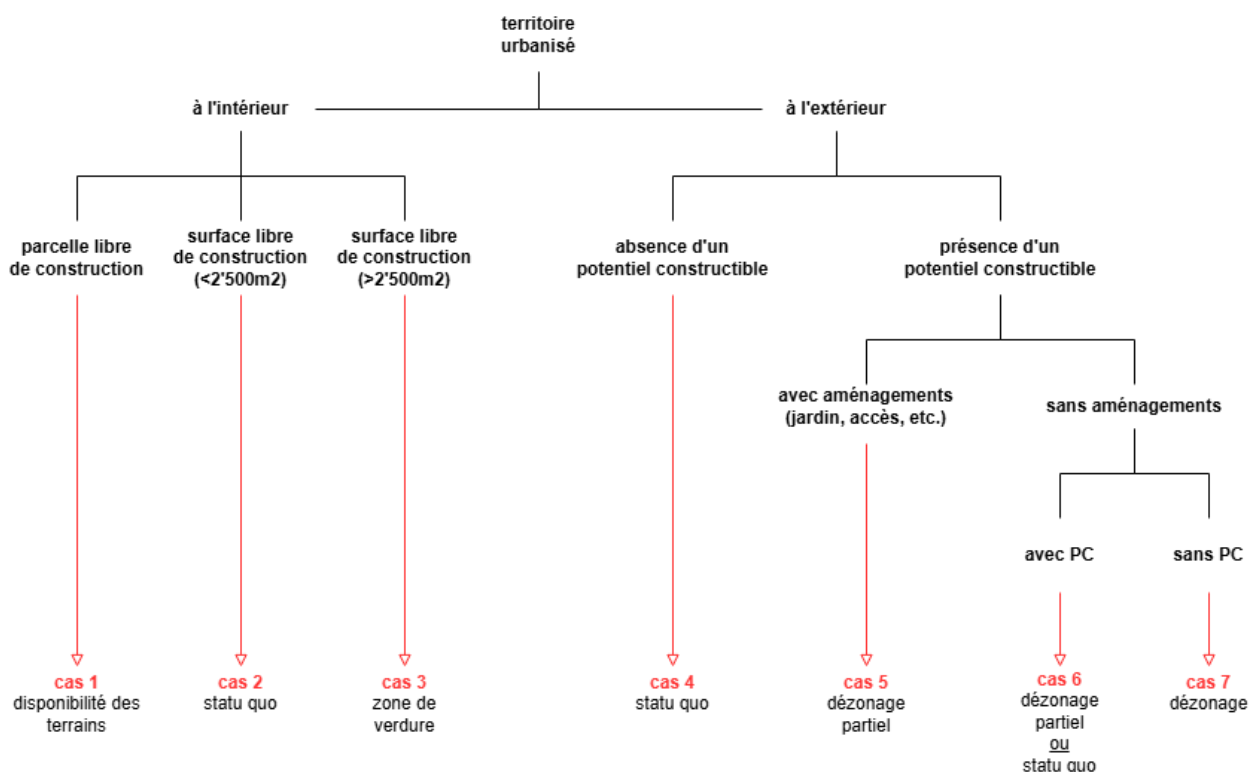 territoire
urbanisé
à l'intérieur
à l'extérieur
parcelle libre
de construction
surface libre
de construction
(<2'500m2)
surface libre
de construction
(>2'500m2)
absence d'un
potentiel constructible
présence d'un
potentiel constructible
avec aménagements
(jardin, accès, etc.)
sans aménagements
avec PC
sans PC
cas 1
disponibilité des
terrains
cas 2
statu quo
cas 3
zone de
verdure
cas 4
statu quo
cas 5
dézonage
partiel
cas 6
dézonage
partiel
ou
statu quo
cas 7
dézonage